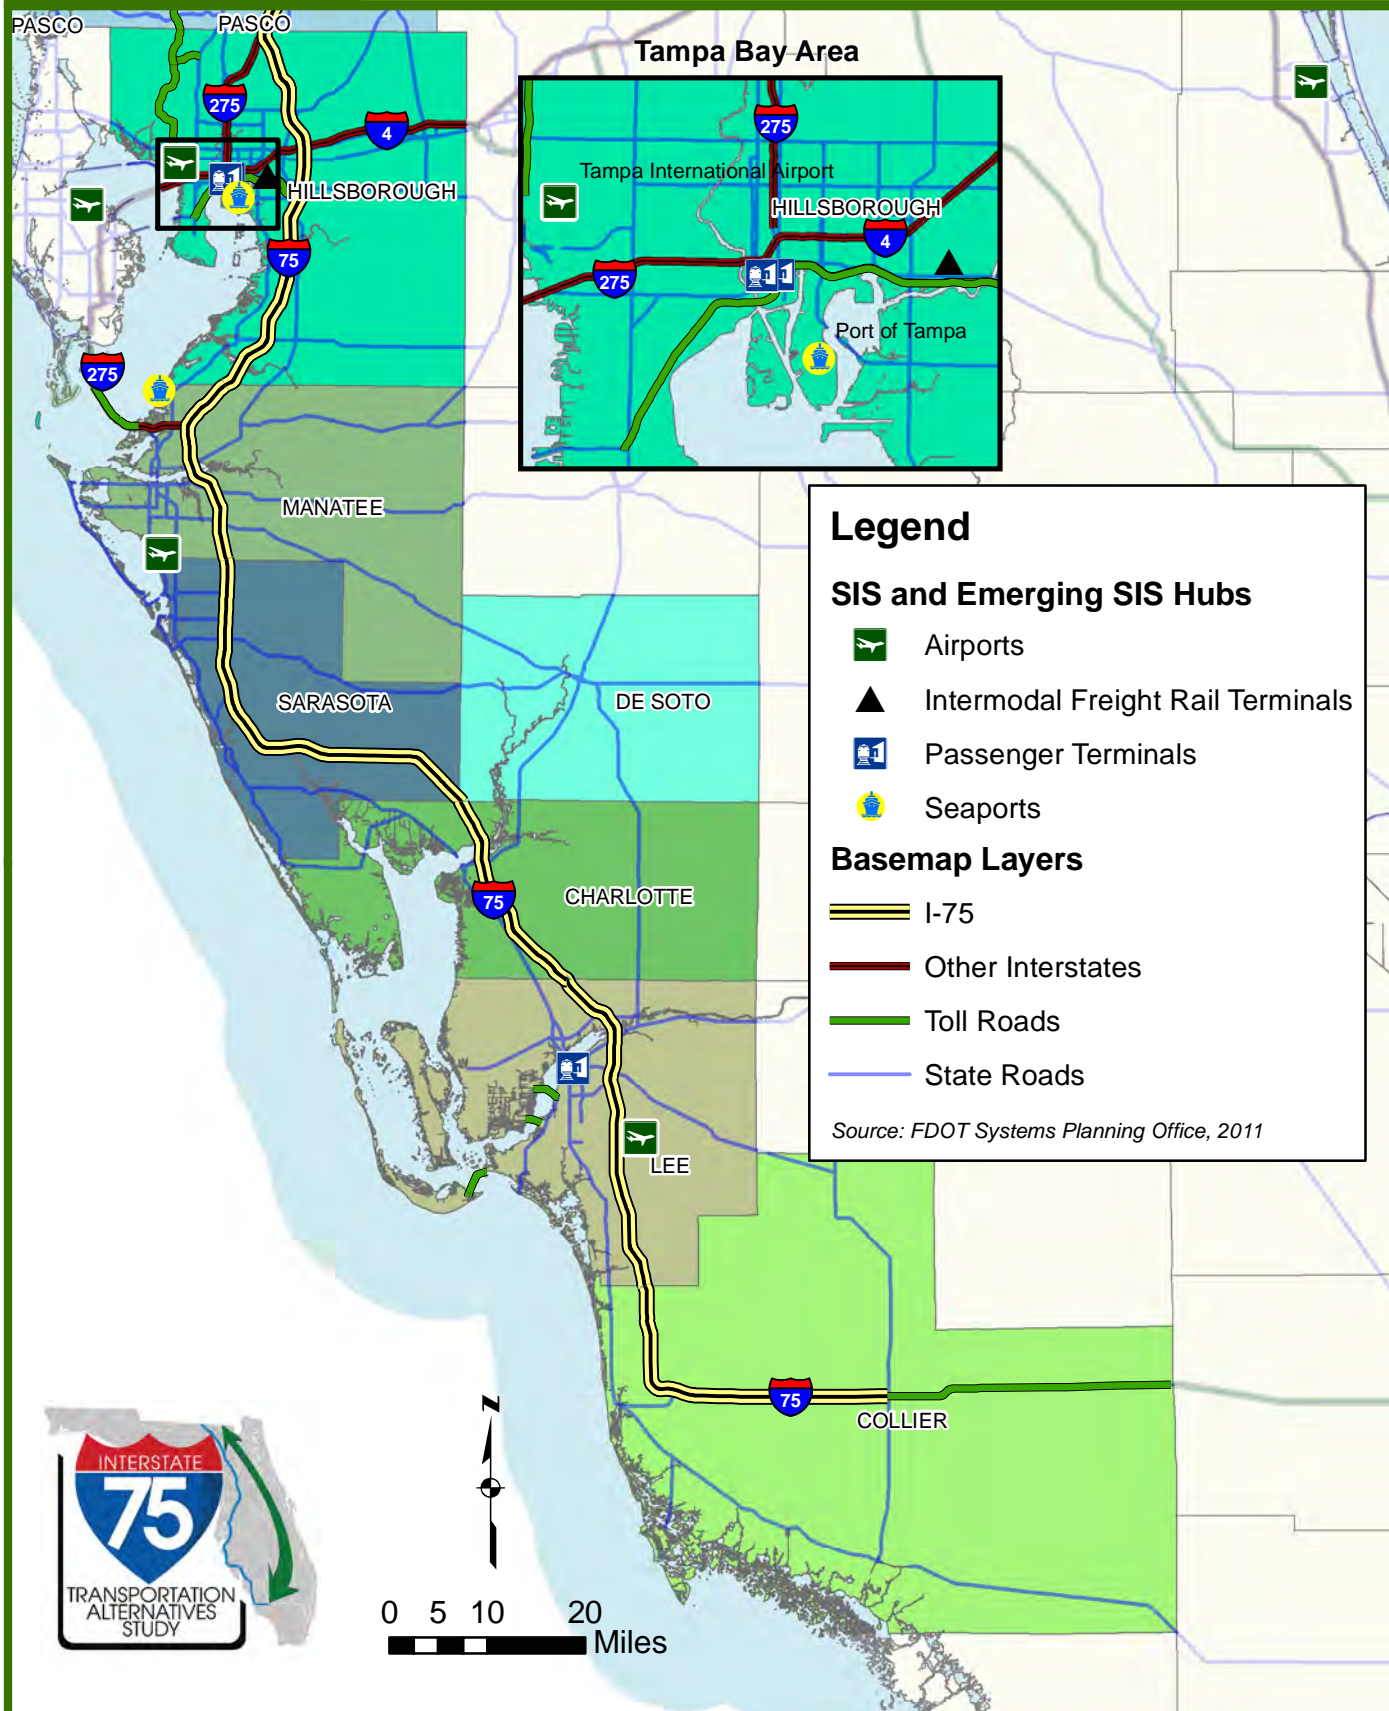 PASCO
PASCO
Tampa Bay Area
275
4
HILLSBOROUGH
75
275
275
Tampa International Airport
HILLSBOROUGH
4
275
Port of Tampa
MANATEE
SARASOTA
DE SOTO
CHARLOTTE
75
LEE
75
COLLIER
Legend
SIS and Emerging SIS Hubs
Airports
Intermodal Freight Rail Terminals
Passenger Terminals
Seaports
Basemap Layers
I-75
Other Interstates
Toll Roads
State Roads
Source: FDOT Systems Planning Office, 2011
INTERSTATE
75
TRANSPORTATION
ALTERNATIVES
STUDY
N
0 5 10 20
Miles